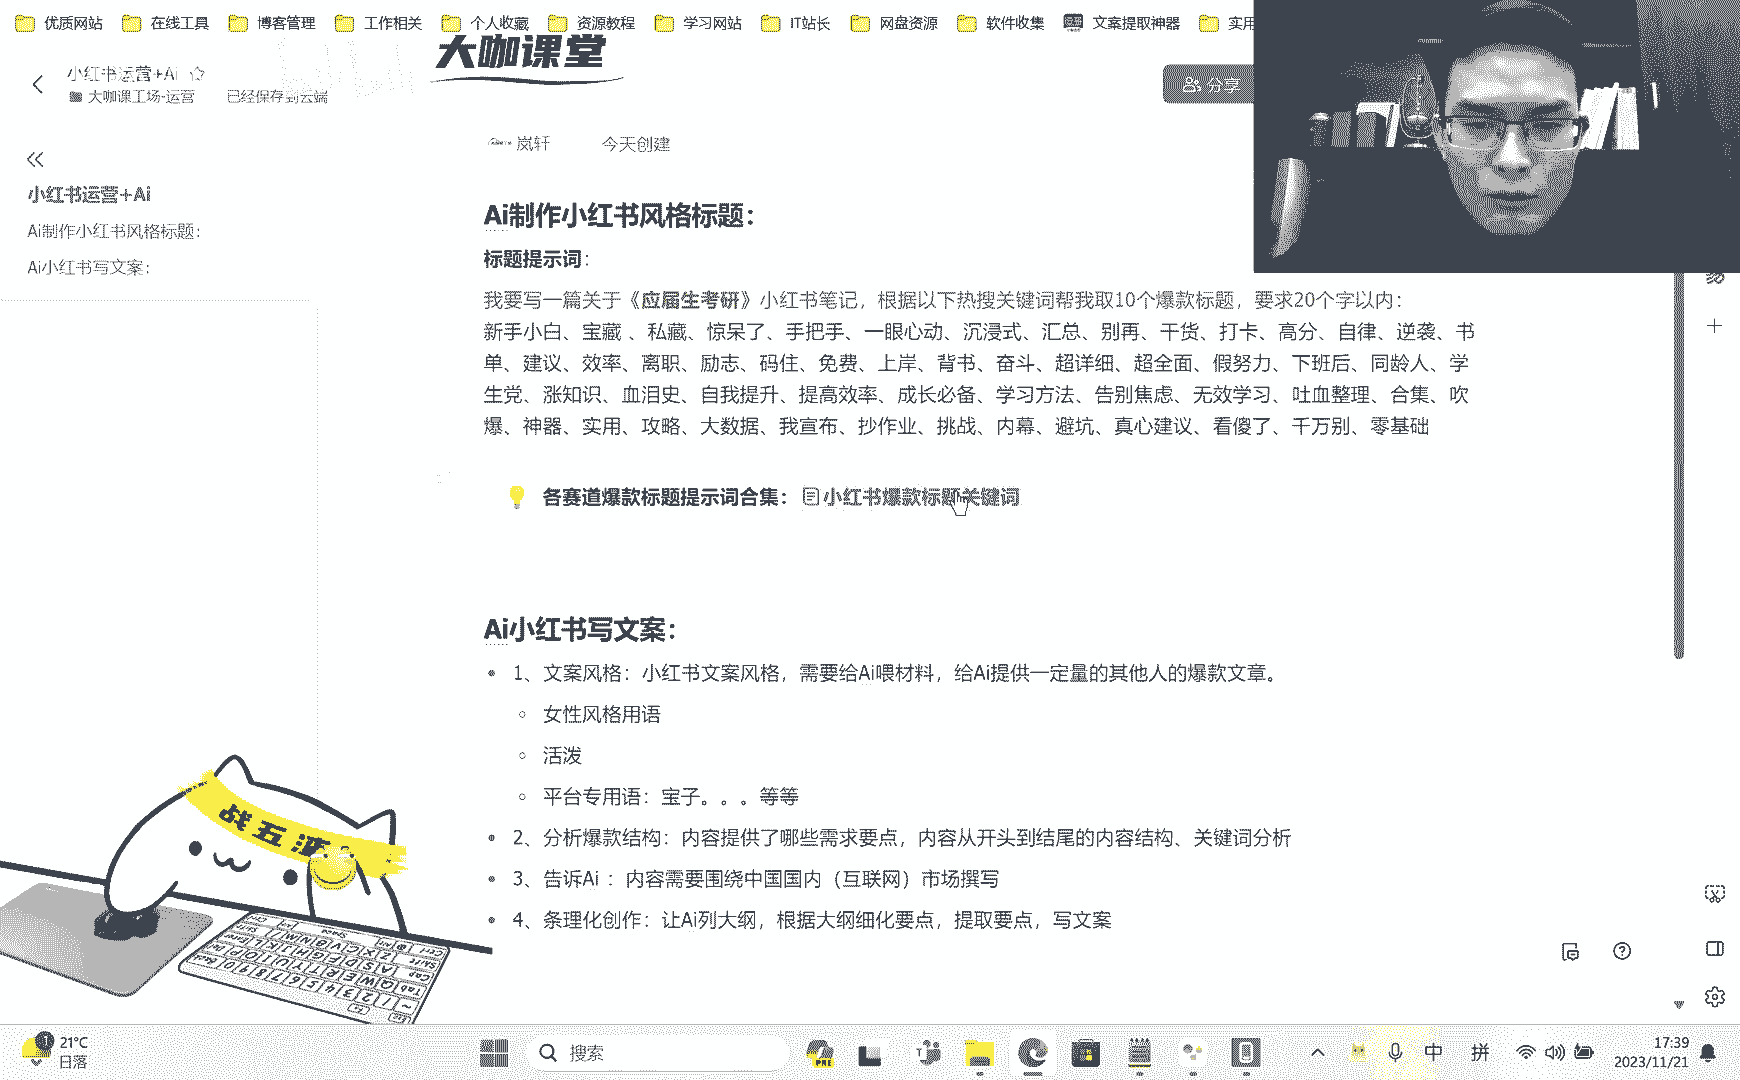 优质网站 在线工具 博客管理 工作相关 个人收藏 资源教程 学习网站 IT站长 网盘资源 软件收集 文案提取神器 实用
大咖课堂
小红书运营+Ai
大咖课工场-运营 已经保存到云端
分享
岚轩 今天创建
小红书运营+Ai
Ai制作小红书风格标题：
Ai小红书写文案：
Ai制作小红书风格标题：
标题提示词：
我要写一篇关于《应届生考研》小红书笔记，根据以下热搜关键词帮我取10个爆款标题，要求20个字以内：
新手小白、宝藏 、私藏、惊呆了、手把手、一眼心动、沉浸式、汇总、别再、干货、打卡、高分、自律、逆袭、书
单、建议、效率、离职、励志、码住、免费、上岸、背书、奋斗、超详细、超全面、假努力、下班后、同龄人、学
生党、涨知识、血泪史、自我提升、提高效率、成长必备、学习方法、告别焦虑、无效学习、吐血整理、合集、吹
爆、神器、实用、攻略、大数据、我宣布、抄作业、挑战、内幕、避坑、真心建议、看傻了、千万别、零基础
各赛道爆款标题提示词合集： 小红书爆款标题关键词
Ai小红书写文案：
1、文案风格：小红书文案风格，需要给Ai喂材料，给Ai提供一定量的其他人的爆款文章。
女性风格用语
活泼
平台专用语：宝子。。。等等
2、分析爆款结构：内容提供了哪些需求要点，内容从开头到结尾的内容结构、关键词分析
3、告诉Ai ：内容需要围绕中国国内（互联网）市场撰写
4、条理化创作：让Ai列大纲，根据大纲细化要点，提取要点，写文案
战五渣
21°C
日落
搜索
PRE
中 拼
17:39
2023/11/21